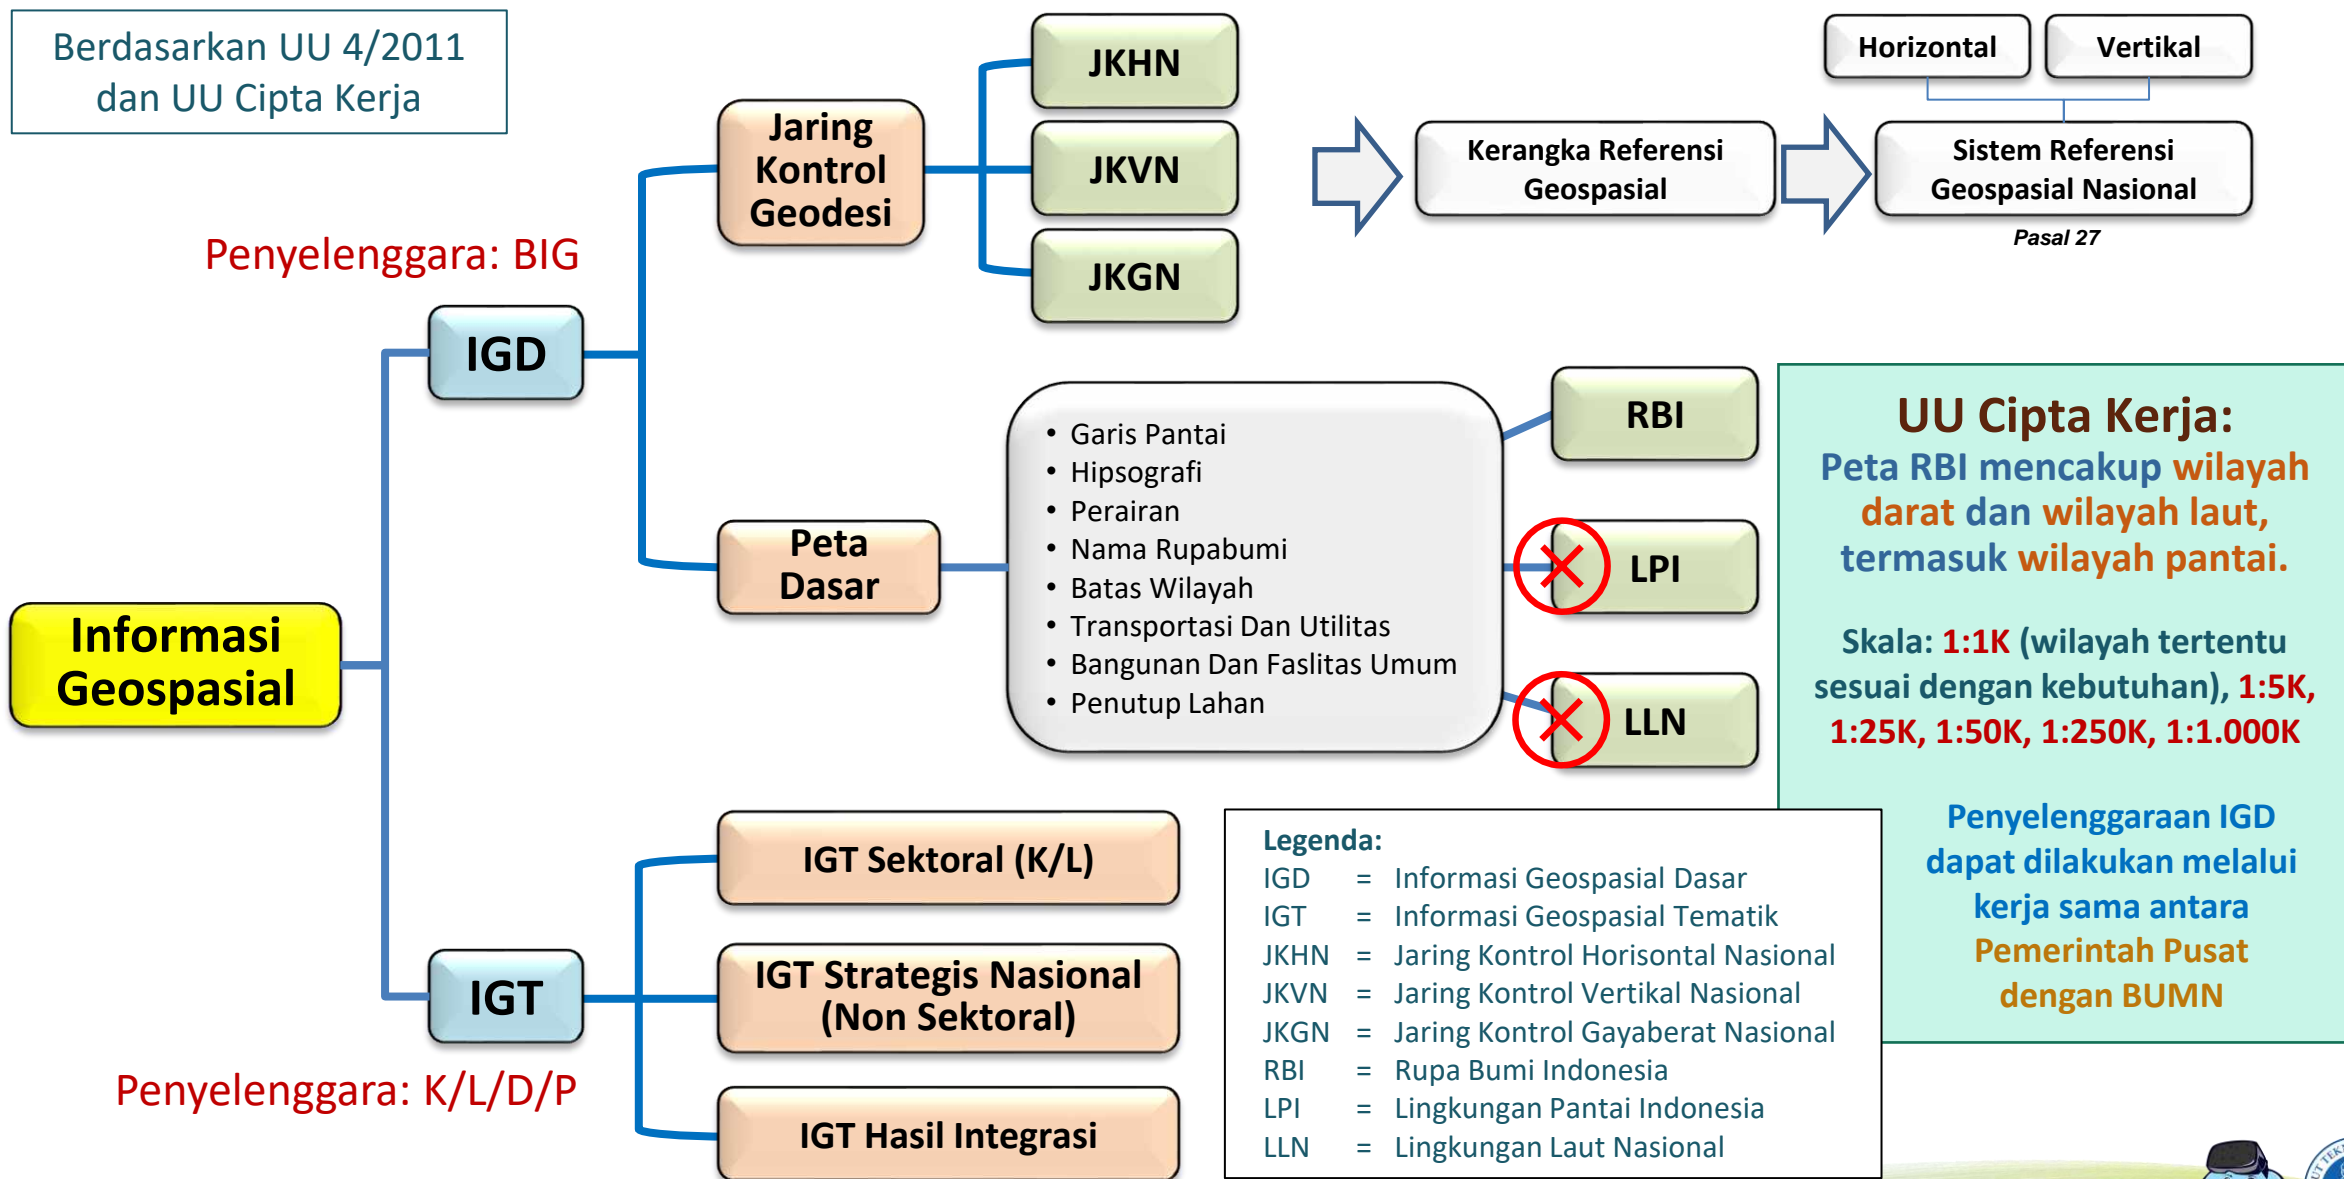 Berdasarkan UU 4/2011
dan UU Cipta Kerja
Penyelenggara: BIG
Informasi
Geospasial
IGD
Jaring
Kontrol
Geodesi
JKHN
JKVN
JKGN
Kerangka Referensi
Geospasial
Horizontal
Vertikal
Sistem Referensi
Geospasial Nasional
Pasal 27
Peta
Dasar
• Garis Pantai
• Hipsografi
• Perairan
• Nama Rupabumi
• Batas Wilayah
• Transportasi Dan Utilitas
• Bangunan Dan Faslitas Umum
• Penutup Lahan
RBI
LPI
LLN
UU Cipta Kerja:
Peta RBI mencakup wilayah
darat dan wilayah laut,
termasuk wilayah pantai.
Skala: 1:1K (wilayah tertentu
sesuai dengan kebutuhan), 1:5K,
1:25K, 1:50K, 1:250K, 1:1.000K
Penyelenggaraan IGD
dapat dilakukan melalui
kerja sama antara
Pemerintah Pusat
dengan BUMN
IGT
Penyelenggara: K/L/D/P
IGT Sektoral (K/L)
IGT Strategis Nasional
(Non Sektoral)
IGT Hasil Integrasi
Legenda:
IGD = Informasi Geospasial Dasar
IGT = Informasi Geospasial Tematik
JKHN = Jaring Kontrol Horisontal Nasional
JKVN = Jaring Kontrol Vertikal Nasional
JKGN = Jaring Kontrol Gayaberat Nasional
RBI = Rupa Bumi Indonesia
LPI = Lingkungan Pantai Indonesia
LLN = Lingkungan Laut Nasional